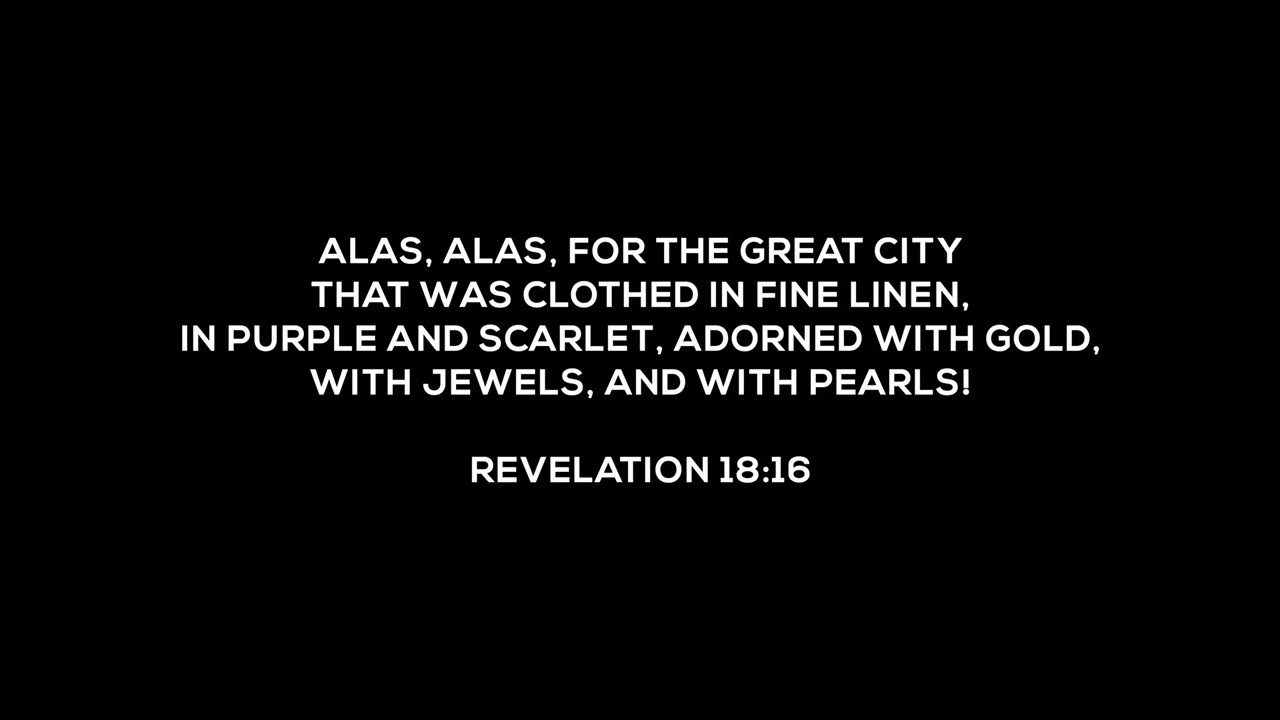 ALAS, ALAS, FOR THE GREAT CITY
THAT WAS CLOTHED IN FINE LINEN,
IN PURPLE AND SCARLET, ADORNED WITH GOLD,
WITH JEWELS, AND WITH PEARLS!
REVELATION 18:16